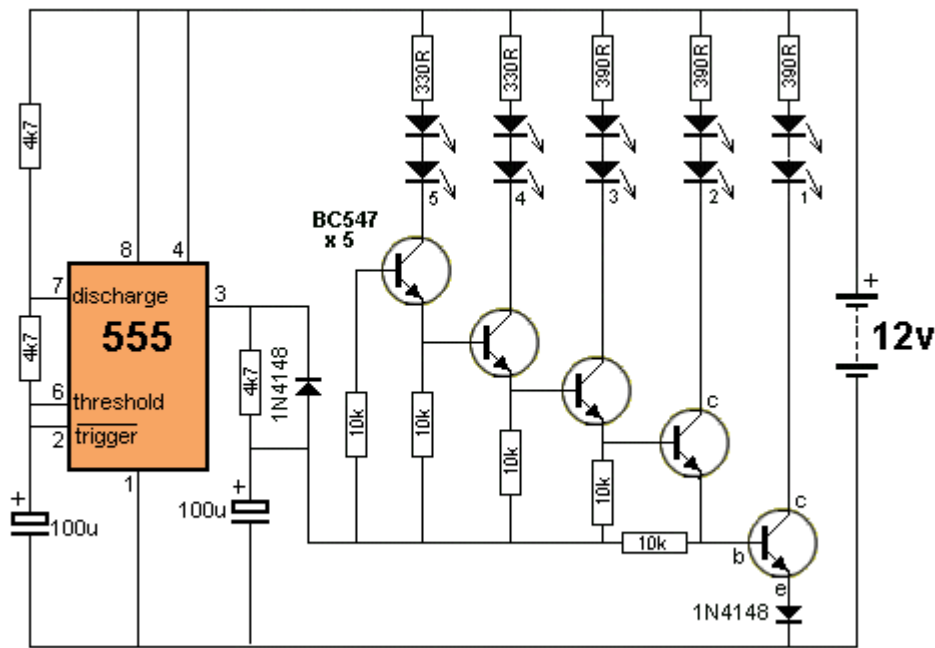 330R
330R
390R
390R
390R
4k7
5
4
3
2
1
BC547
x 5
8
4
7
discharge
3
+
555
12v
4k7
4k7
1N4148
6
threshold
2
trigger
10k
10k
10k
10k
10k
c
1
+
100u
+
100u
c
b
e
1N4148